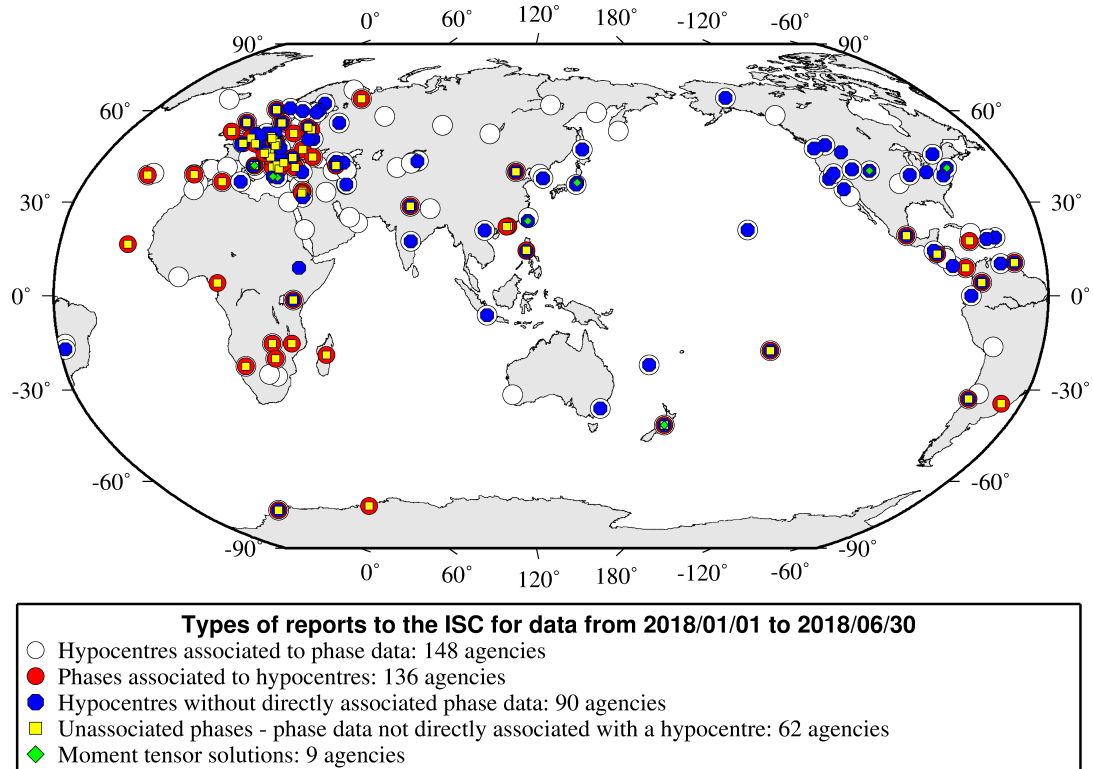 0° 60° 120° 180° -120° -60°
90° 90°
60° 60°
30° 30°
0° 0°
-30° -30°
-60° -60°
-90° -90°
0° 60° 120° 180° -120° -60°
Types of reports to the ISC for data from 2018/01/01 to 2018/06/30
Hypocentres associated to phase data: 148 agencies
Phases associated to hypocentres: 136 agencies
Hypocentres without directly associated phase data: 90 agencies
Unassociated phases - phase data not directly associated with a hypocentre: 62 agencies
Moment tensor solutions: 9 agencies